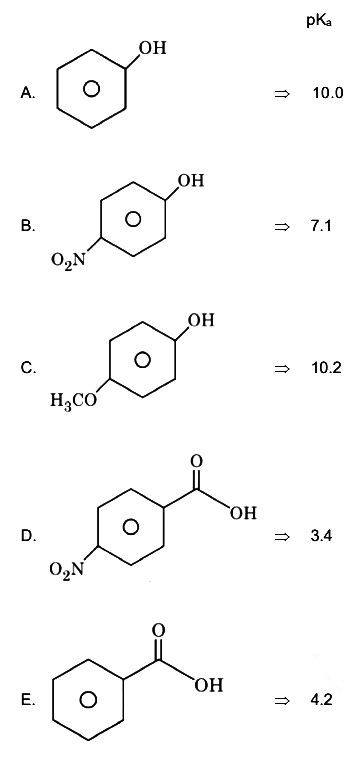 pKₐ
OH
A. ⇒ 10.0
OH
B. ⇒ 7.1
O₂N
OH
C. ⇒ 10.2
H₃CO
O
OH
D. ⇒ 3.4
O₂N
O
OH
E. ⇒ 4.2